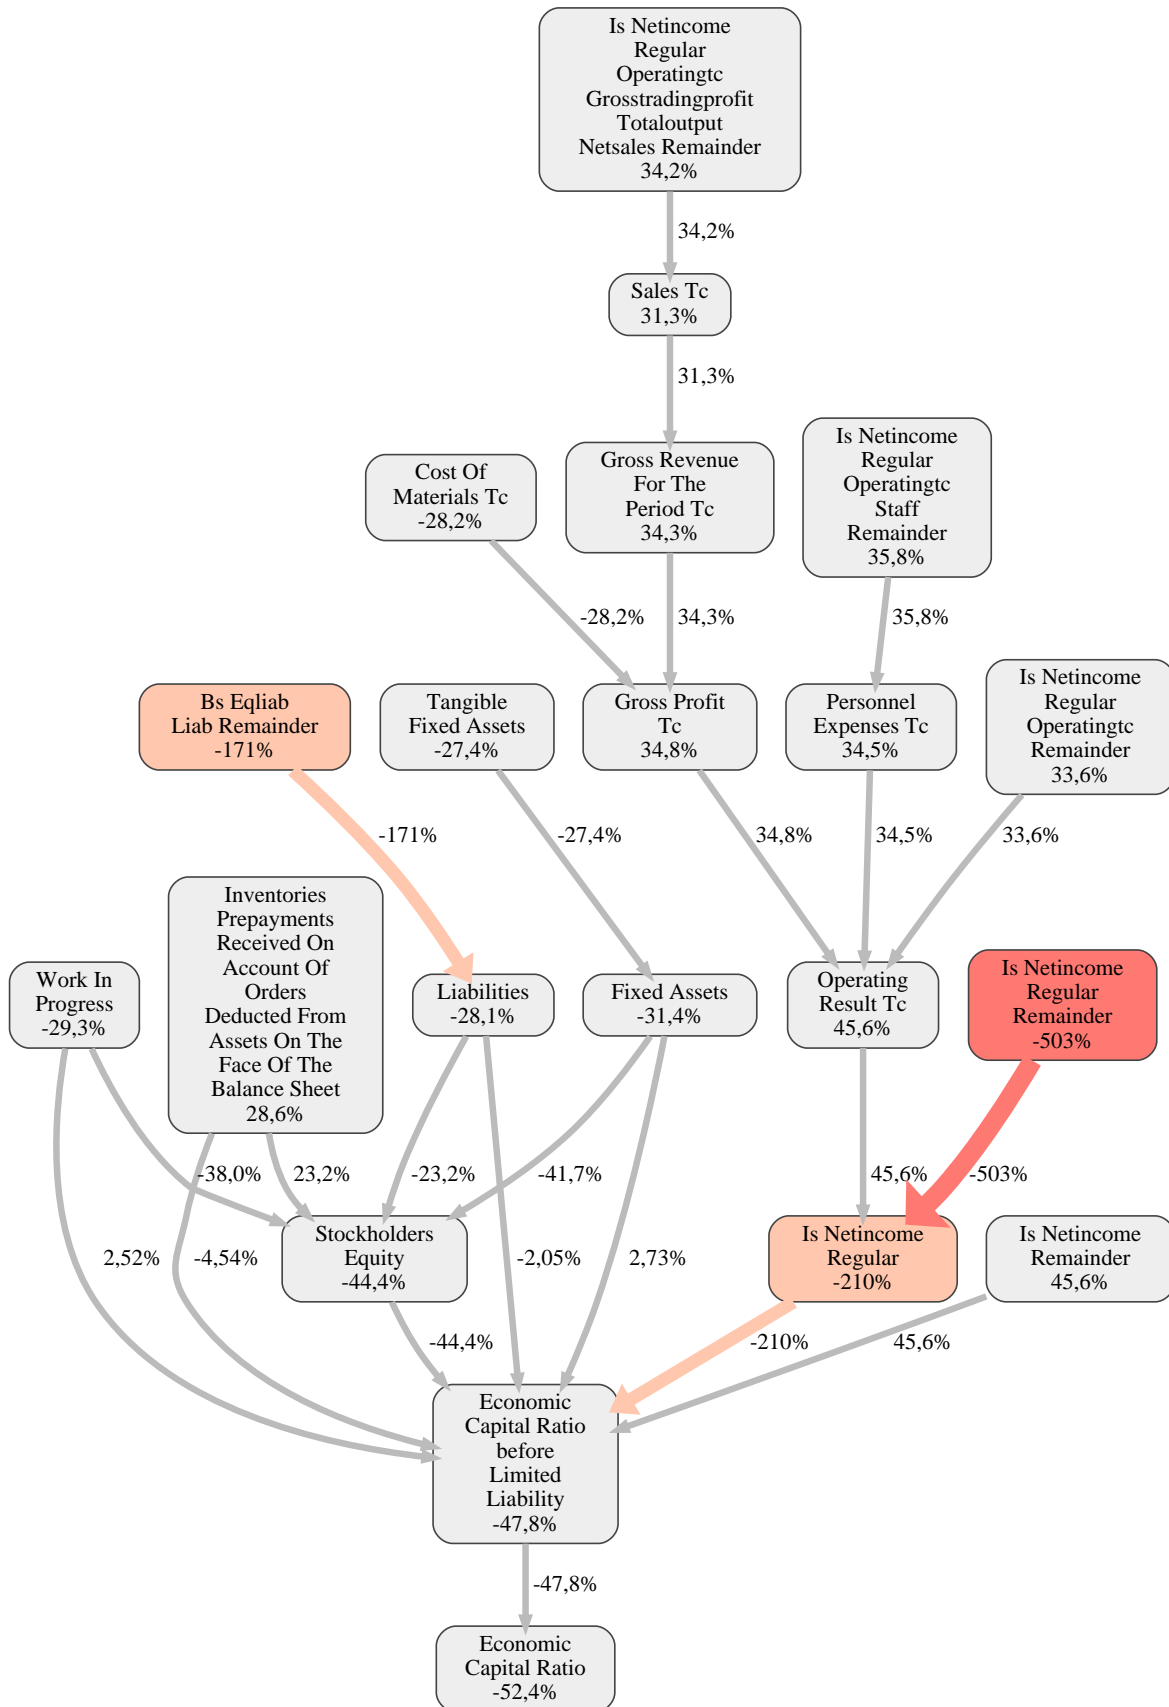 Is Netincome
Regular
Operatingtc
Grosstradingprofit
Totaloutput
Netsales Remainder
34,2%
34,2%
Sales Tc
31,3%
31,3%
Cost Of
Materials Tc
-28,2%
Gross Revenue
For The
Period Tc
34,3%
Is Netincome
Regular
Operatingtc
Staff
Remainder
35,8%
-28,2%
34,3%
35,8%
Bs Eqliab
Liab Remainder
-171%
Tangible
Fixed Assets
-27,4%
Gross Profit
Tc
34,8%
Personnel
Expenses Tc
34,5%
Is Netincome
Regular
Operatingtc
Remainder
33,6%
-171%
-27,4%
34,8%
34,5%
33,6%
Work In
Progress
-29,3%
Inventories
Prepayments
Received On
Account Of
Orders
Deducted From
Assets On The
Face Of The
Balance Sheet
28,6%
Liabilities
-28,1%
Fixed Assets
-31,4%
Operating
Result Tc
45,6%
Is Netincome
Regular
Remainder
-503%
-38,0%
23,2%
-23,2%
-41,7%
45,6%
-503%
2,52%
-4,54%
Stockholders
Equity
-44,4%
-2,05%
2,73%
Is Netincome
Regular
-210%
Is Netincome
Remainder
45,6%
-44,4%
-210%
45,6%
Economic
Capital Ratio
before
Limited
Liability
-47,8%
-47,8%
Economic
Capital Ratio
-52,4%